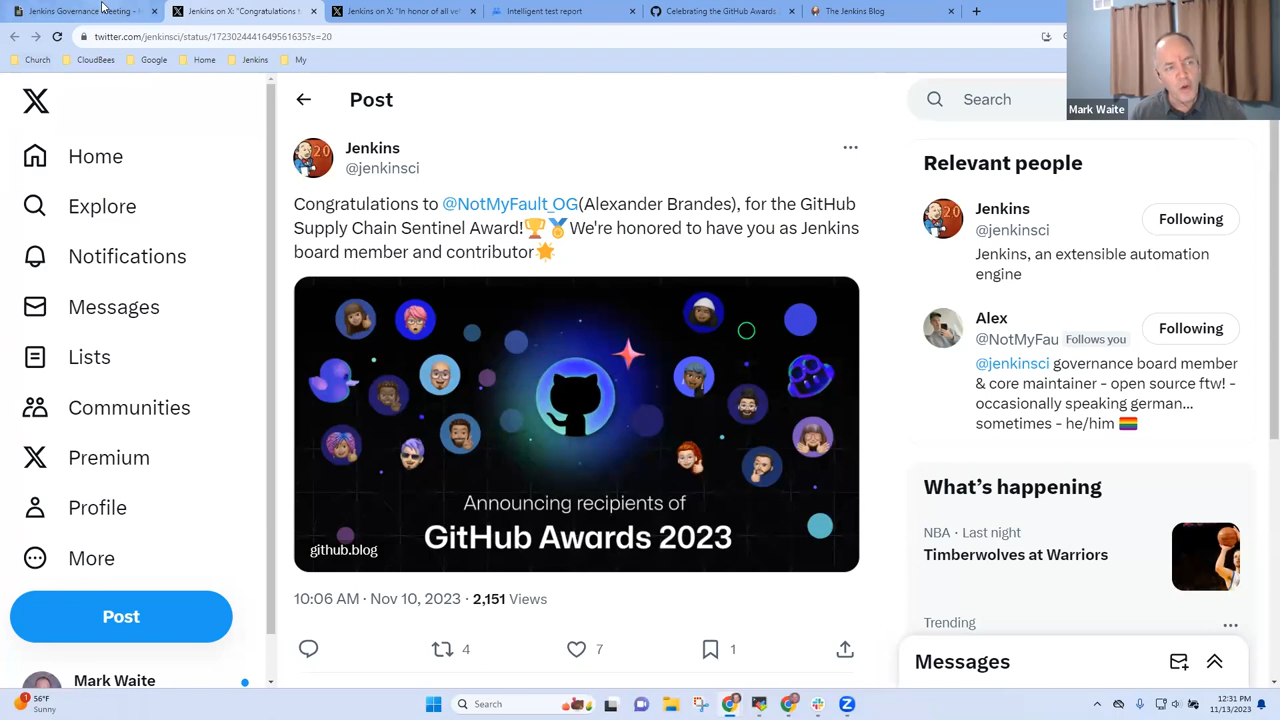 Jenkins Governance Meeting -
Jenkins on X: "Congratulations t
Jenkins on X: "In honor of all ve
Intelligent test report
Celebrating the GitHub Awards
The Jenkins Blog
twitter.com/jenkinsci/status/1723024441649561635?s=20
Church
CloudBees
Google
Home
Jenkins
My
Mark Waite
Home
Explore
Notifications
Messages
Lists
Communities
Premium
Profile
More
Post
Mark Waite
Post
Jenkins
@jenkinsci
Congratulations to @NotMyFault_OG(Alexander Brandes), for the GitHub
Supply Chain Sentinel Award!🏆🏅We're honored to have you as Jenkins
board member and contributor🌟
Announcing recipients of
GitHub Awards 2023
github.blog
10:06 AM · Nov 10, 2023 · 2,151 Views
4
7
1
Search
Relevant people
Jenkins
@jenkinsci
Following
Jenkins, an extensible automation
engine
Alex
@NotMyFau
Follows you
Following
@jenkinsci governance board member
& core maintainer - open source ftw! -
occasionally speaking german...
sometimes - he/him 🏳️‍🌈
What's happening
NBA · Last night
Timberwolves at Warriors
Trending
Messages
1
56°F
Sunny
Search
12:31 PM
11/13/2023